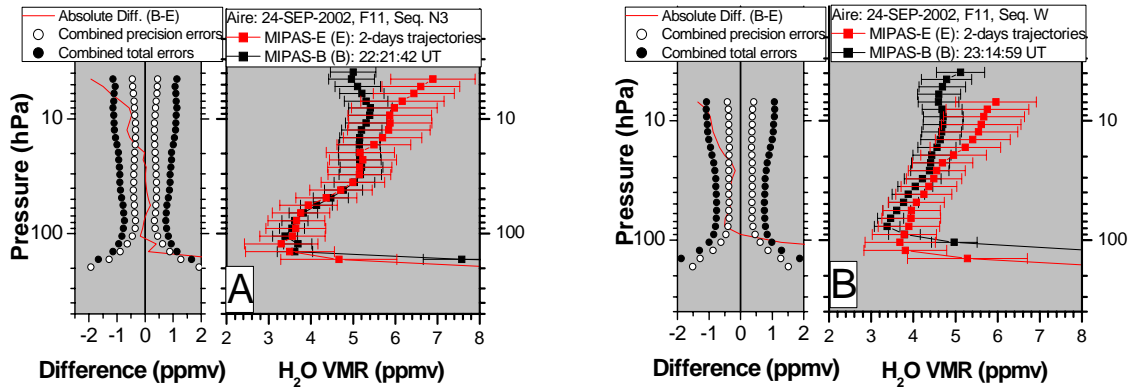 Absolute Diff. (B-E)
Combined precision errors
Combined total errors
Aire: 24-SEP-2002, F11, Seq. N3
MIPAS-E (E): 2-days trajectories
MIPAS-B (B): 22:21:42 UT
Pressure (hPa)
10
100
10
100
A
-2 -1 0 1 2
2 3 4 5 6 7 8
Difference (ppmv)
H2O VMR (ppmv)
Absolute Diff. (B-E)
Combined precision errors
Combined total errors
Aire: 24-SEP-2002, F11, Seq. W
MIPAS-E (E): 2-days trajectories
MIPAS-B (B): 23:14:59 UT
Pressure (hPa)
10
100
10
100
B
-2 -1 0 1 2
2 3 4 5 6 7 8
Difference (ppmv)
H2O VMR (ppmv)